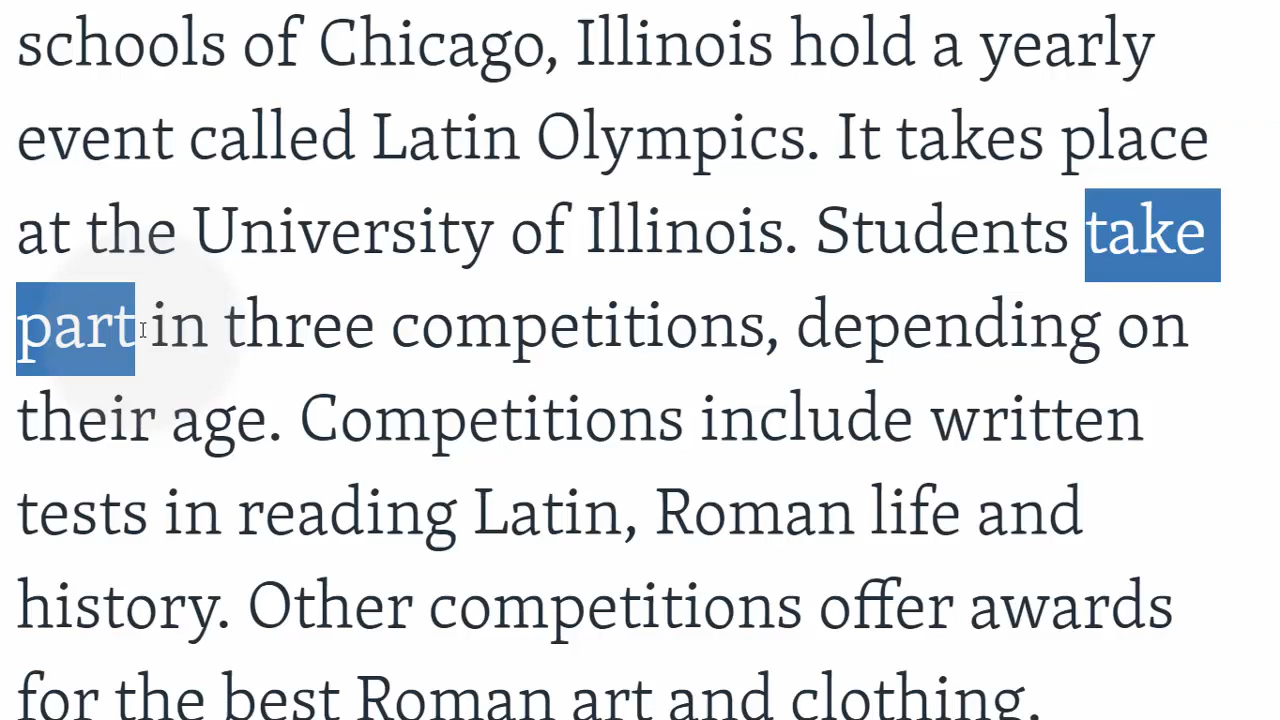 schools of Chicago, Illinois hold a yearly
event called Latin Olympics. It takes place
at the University of Illinois. Students take
part in three competitions, depending on
their age. Competitions include written
tests in reading Latin, Roman life and
history. Other competitions offer awards
for the best Roman art and clothing.